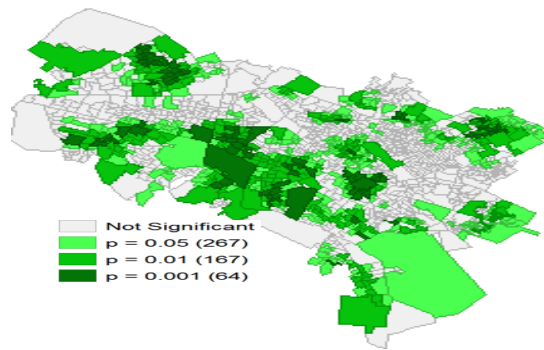 Not Significant
p = 0.05 (267)
p = 0.01 (167)
p = 0.001 (64)